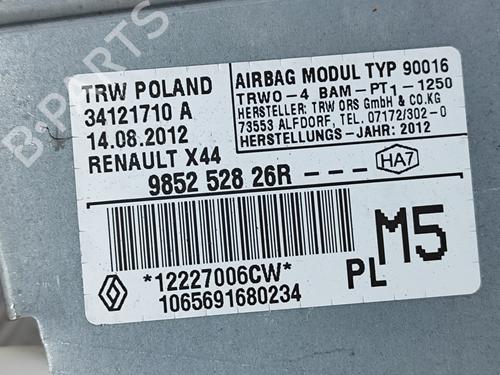 B-PARTS
TRW POLAND
34121710 A
14.08.2012
RENAULT X44
AIRBAG MODUL TYP 90016
TRWO-4 BAM-PT1-1250
HERSTELLER: TRW ORS GmbH & CO.KG
73553 ALFDORF, TEL. 07172/302-0
HERSTELLUNGS-JAHR: 2012
9852 528 26R - - -
HA7
M5
PL
*12227006CW*
1065691680234